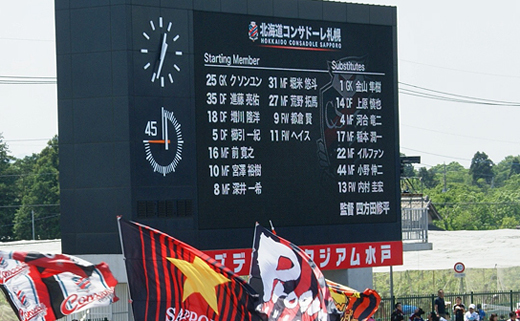 北海道コンサドーレ札幌
HOKKAIDO CONSADOLE SAPPORO
Starting Member
25 GK クソンユン
35 DF 進藤亮佑
18 DF 増川隆洋
5 DF 櫛引一紀
16 MF 前寛之
10 MF 宮澤裕樹
8 MF 深井一希
31 MF 堀米悠斗
27 MF 荒野拓馬
9 FW 都倉賢
11 FW ヘイス
Substitutes
1 GK 金山隼樹
14 DF 上原慎也
4 MF 河合竜二
17 MF 稲本潤一
22 MF イルファン
44 MF 小野伸二
13 FW 内村圭宏
監督 四方田修平
45
タジアム水戸
SAPPORO